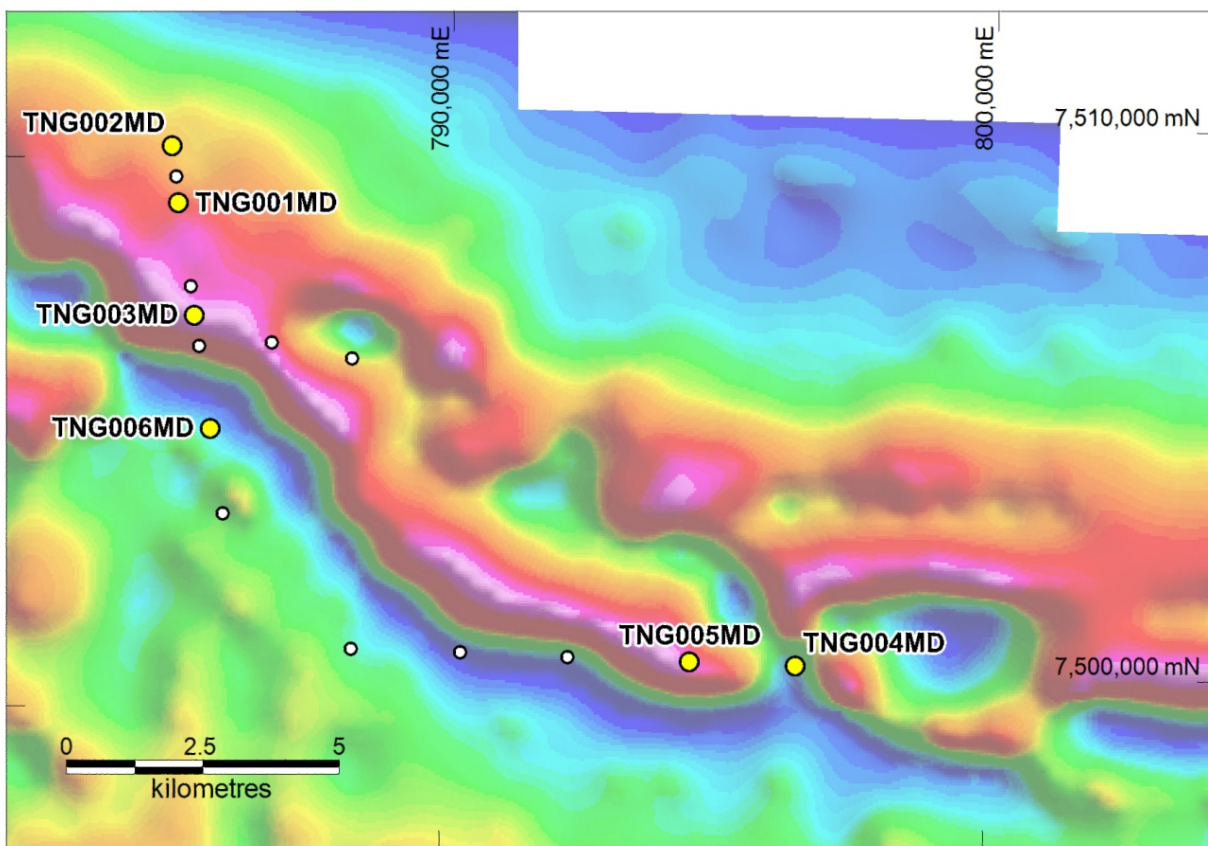 790,000 mE
800,000 mE
7,510,000 mN
TNG002MD
TNG001MD
TNG003MD
TNG006MD
TNG005MD
TNG004MD
7,500,000 mN
0 2.5 5
kilometres